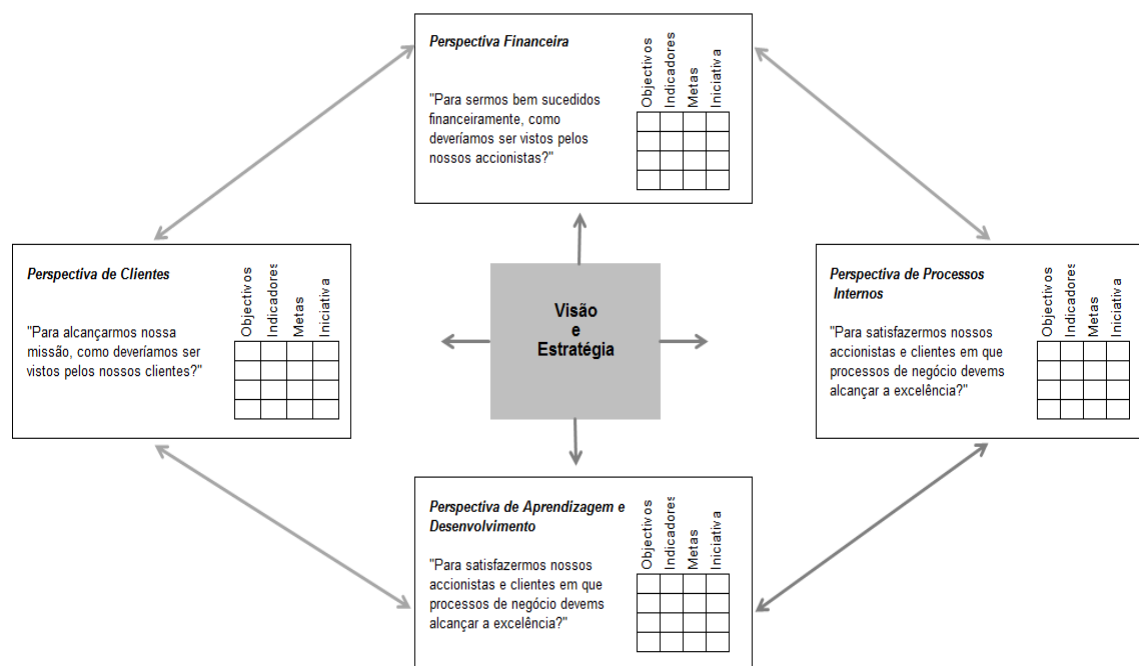 Perspectiva Financeira
"Para sermos bem sucedidos
financeiramente, como
deveríamos ser vistos pelos
nossos accionistas?"
Objectivos
Indicadores
Metas
Iniciativa
Perspectiva de Clientes
"Para alcançarmos nossa
missão, como deveríamos ser
vistos pelos nossos clientes?"
Objectivos
Indicadores
Metas
Iniciativa
Visão
e
Estratégia
Perspectiva de Processos
Internos
"Para satisfazermos nossos
accionistas e clientes em que
processos de negócio devems
alcançar a excelência?"
Objectivos
Indicadores
Metas
Iniciativa
Perspectiva de Aprendizagem e
Desenvolvimento
"Para satisfazermos nossos
accionistas e clientes em que
processos de negócio devems
alcançar a excelência?"
Objectivos
Indicadores
Metas
Iniciativa